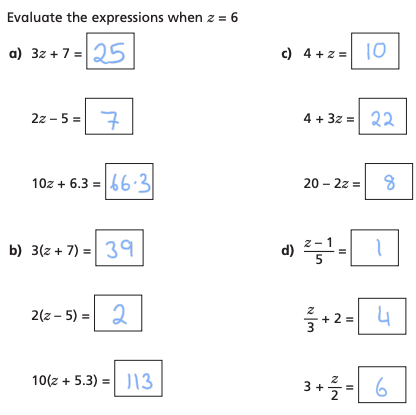 Evaluate the expressions when z = 6
a) 3z + 7 = 25
2z – 5 = 7
10z + 6.3 = 66.3
b) 3(z + 7) = 39
2(z – 5) = 2
10(z + 5.3) = 113
c) 4 + z = 10
4 + 3z = 22
20 – 2z = 8
d) z – 1 / 5 = 1
z / 3 + 2 = 4
3 + z / 2 = 6